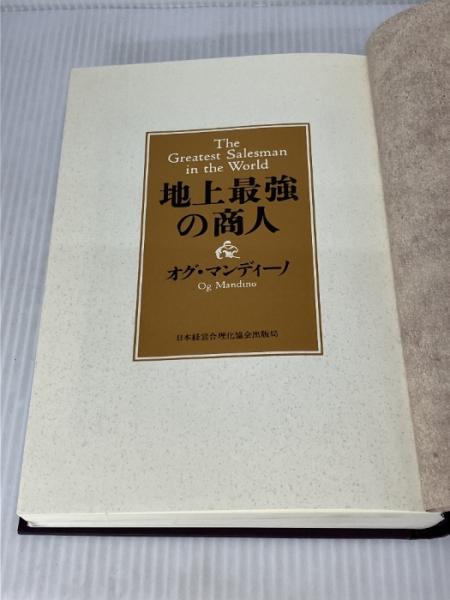 The
Greatest Salesman
in the World
地上最強
の商人
オグ・マンディーノ
Og Mandino
日本経営合理化協会出版局